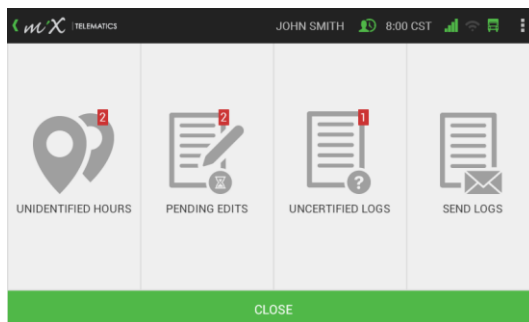 MiX TELEMATICS JOHN SMITH 8:00 CST
2 2 1
?
UNIDENTIFIED HOURS PENDING EDITS UNCERTIFIED LOGS SEND LOGS
CLOSE